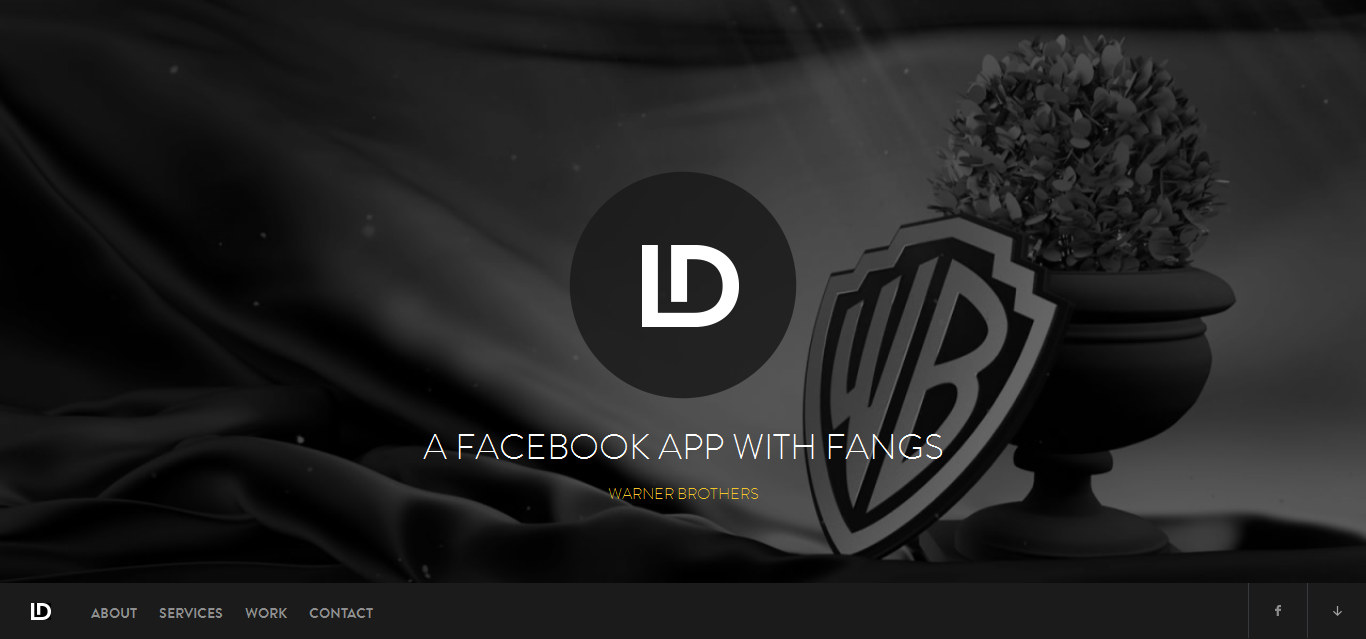 LD
WB
A FACEBOOK APP WITH FANGS
WARNER BROTHERS
LD ABOUT SERVICES WORK CONTACT f